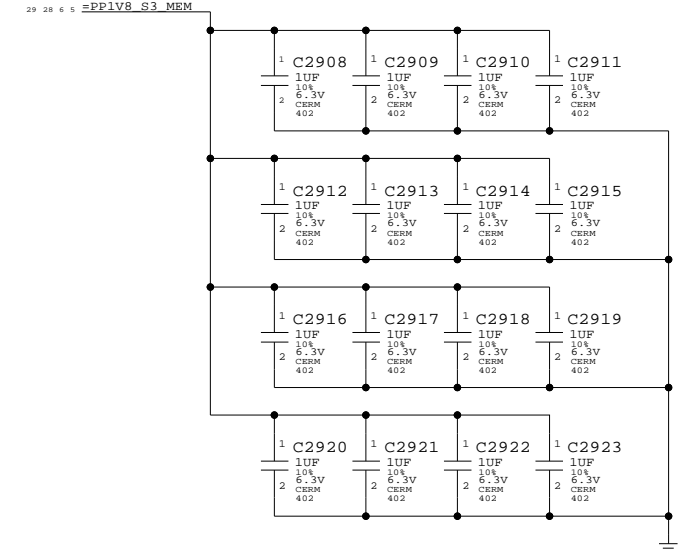 29 28 6 5 =PP1V8_S3_MEM
1 C2908 1 C2909 1 C2910 1 C2911
1UF 1UF 1UF 1UF
10% 10% 10% 10%
2 6.3V 2 6.3V 2 6.3V 2 6.3V
CERM CERM CERM CERM
402 402 402 402
1 C2912 1 C2913 1 C2914 1 C2915
1UF 1UF 1UF 1UF
10% 10% 10% 10%
2 6.3V 2 6.3V 2 6.3V 2 6.3V
CERM CERM CERM CERM
402 402 402 402
1 C2916 1 C2917 1 C2918 1 C2919
1UF 1UF 1UF 1UF
10% 10% 10% 10%
2 6.3V 2 6.3V 2 6.3V 2 6.3V
CERM CERM CERM CERM
402 402 402 402
1 C2920 1 C2921 1 C2922 1 C2923
1UF 1UF 1UF 1UF
10% 10% 10% 10%
2 6.3V 2 6.3V 2 6.3V 2 6.3V
CERM CERM CERM CERM
402 402 402 402